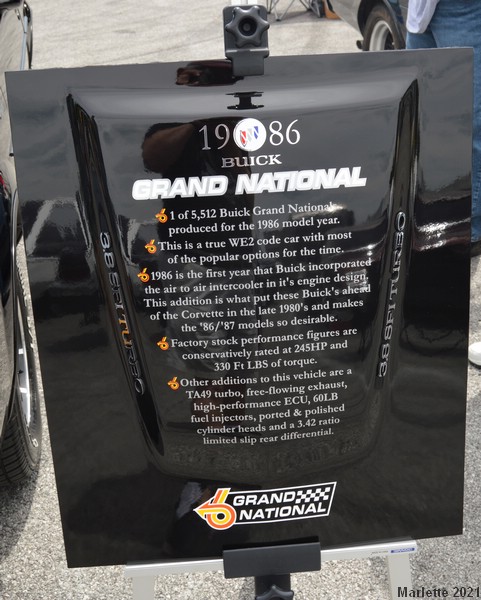 19 86
BUICK
GRAND NATIONAL
1 of 5,512 Buick Grand National
produced for the 1986 model year.
This is a true WE2 code car with most
of the popular options for the time.
1986 is the first year that Buick incorporated
the air to air intercooler in it's engine design.
This addition is what put these Buick's ahead
of the Corvette in the late 1980's and makes
the '86/'87 models so desirable.
Factory stock performance figures are
conservatively rated at 245HP and
330 Ft LBS of torque.
Other additions to this vehicle are a
TA49 turbo, free-flowing exhaust,
high-performance ECU, 60LB
fuel injectors, ported & polished
cylinder heads and a 3.42 ratio
limited slip rear differential.
3.8 SFI TURBO
3.8 SFI TURBO
GRAND
NATIONAL
Marlette 2021